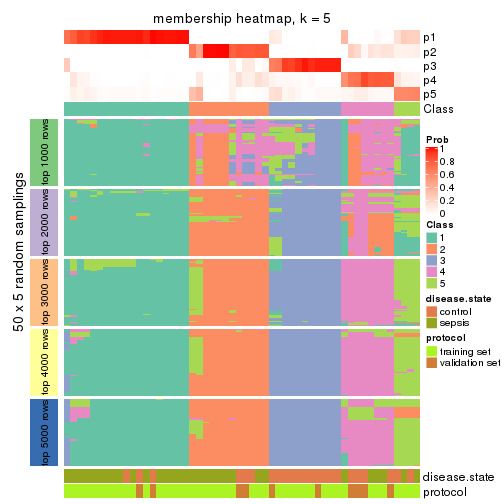 membership heatmap, k = 5
p1
p2
p3
p4
p5
Class
50 x 5 random samplings
top 1000 rows
top 2000 rows
top 3000 rows
top 4000 rows
top 5000 rows
Prob
1
0.8
0.6
0.4
0.2
0
Class
1
2
3
4
5
disease.state
control
sepsis
protocol
training set
validation set
disease.state
protocol